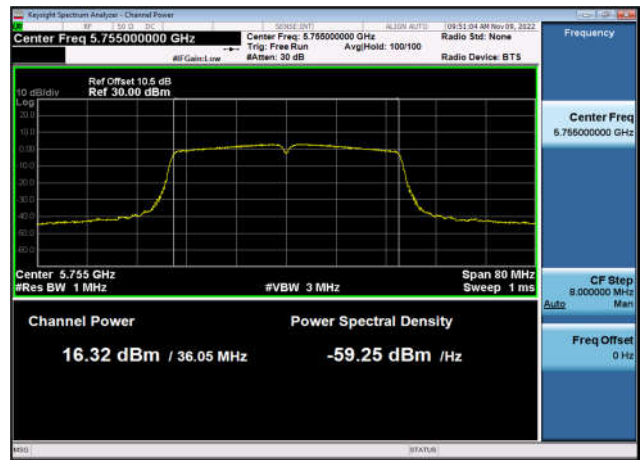 Keysight Spectrum Analyzer - Channel Power
RF 50 Ω DC SENSE:INT ALIGN AUTO 09:51:04 AM Nov 09, 2022
Center Freq 5.755000000 GHz
Center Freq: 5.755000000 GHz
Radio Std: None
Trig: Free Run Avg|Hold: 100/100
#IFGain:Low #Atten: 30 dB Radio Device: BTS
Ref Offset 10.5 dB
10 dB/div Ref 30.00 dBm
Log
20.0
10.0
0.00
-10.0
-20.0
-30.0
-40.0
-50.0
-60.0
Center 5.755 GHz Span 80 MHz
#Res BW 1 MHz #VBW 3 MHz Sweep 1 ms
Channel Power Power Spectral Density
16.32 dBm / 36.05 MHz -59.25 dBm /Hz
Frequency
Center Freq
5.755000000 GHz
CF Step
8.000000 MHz
Auto Man
Freq Offset
0 Hz
MSG STATUS